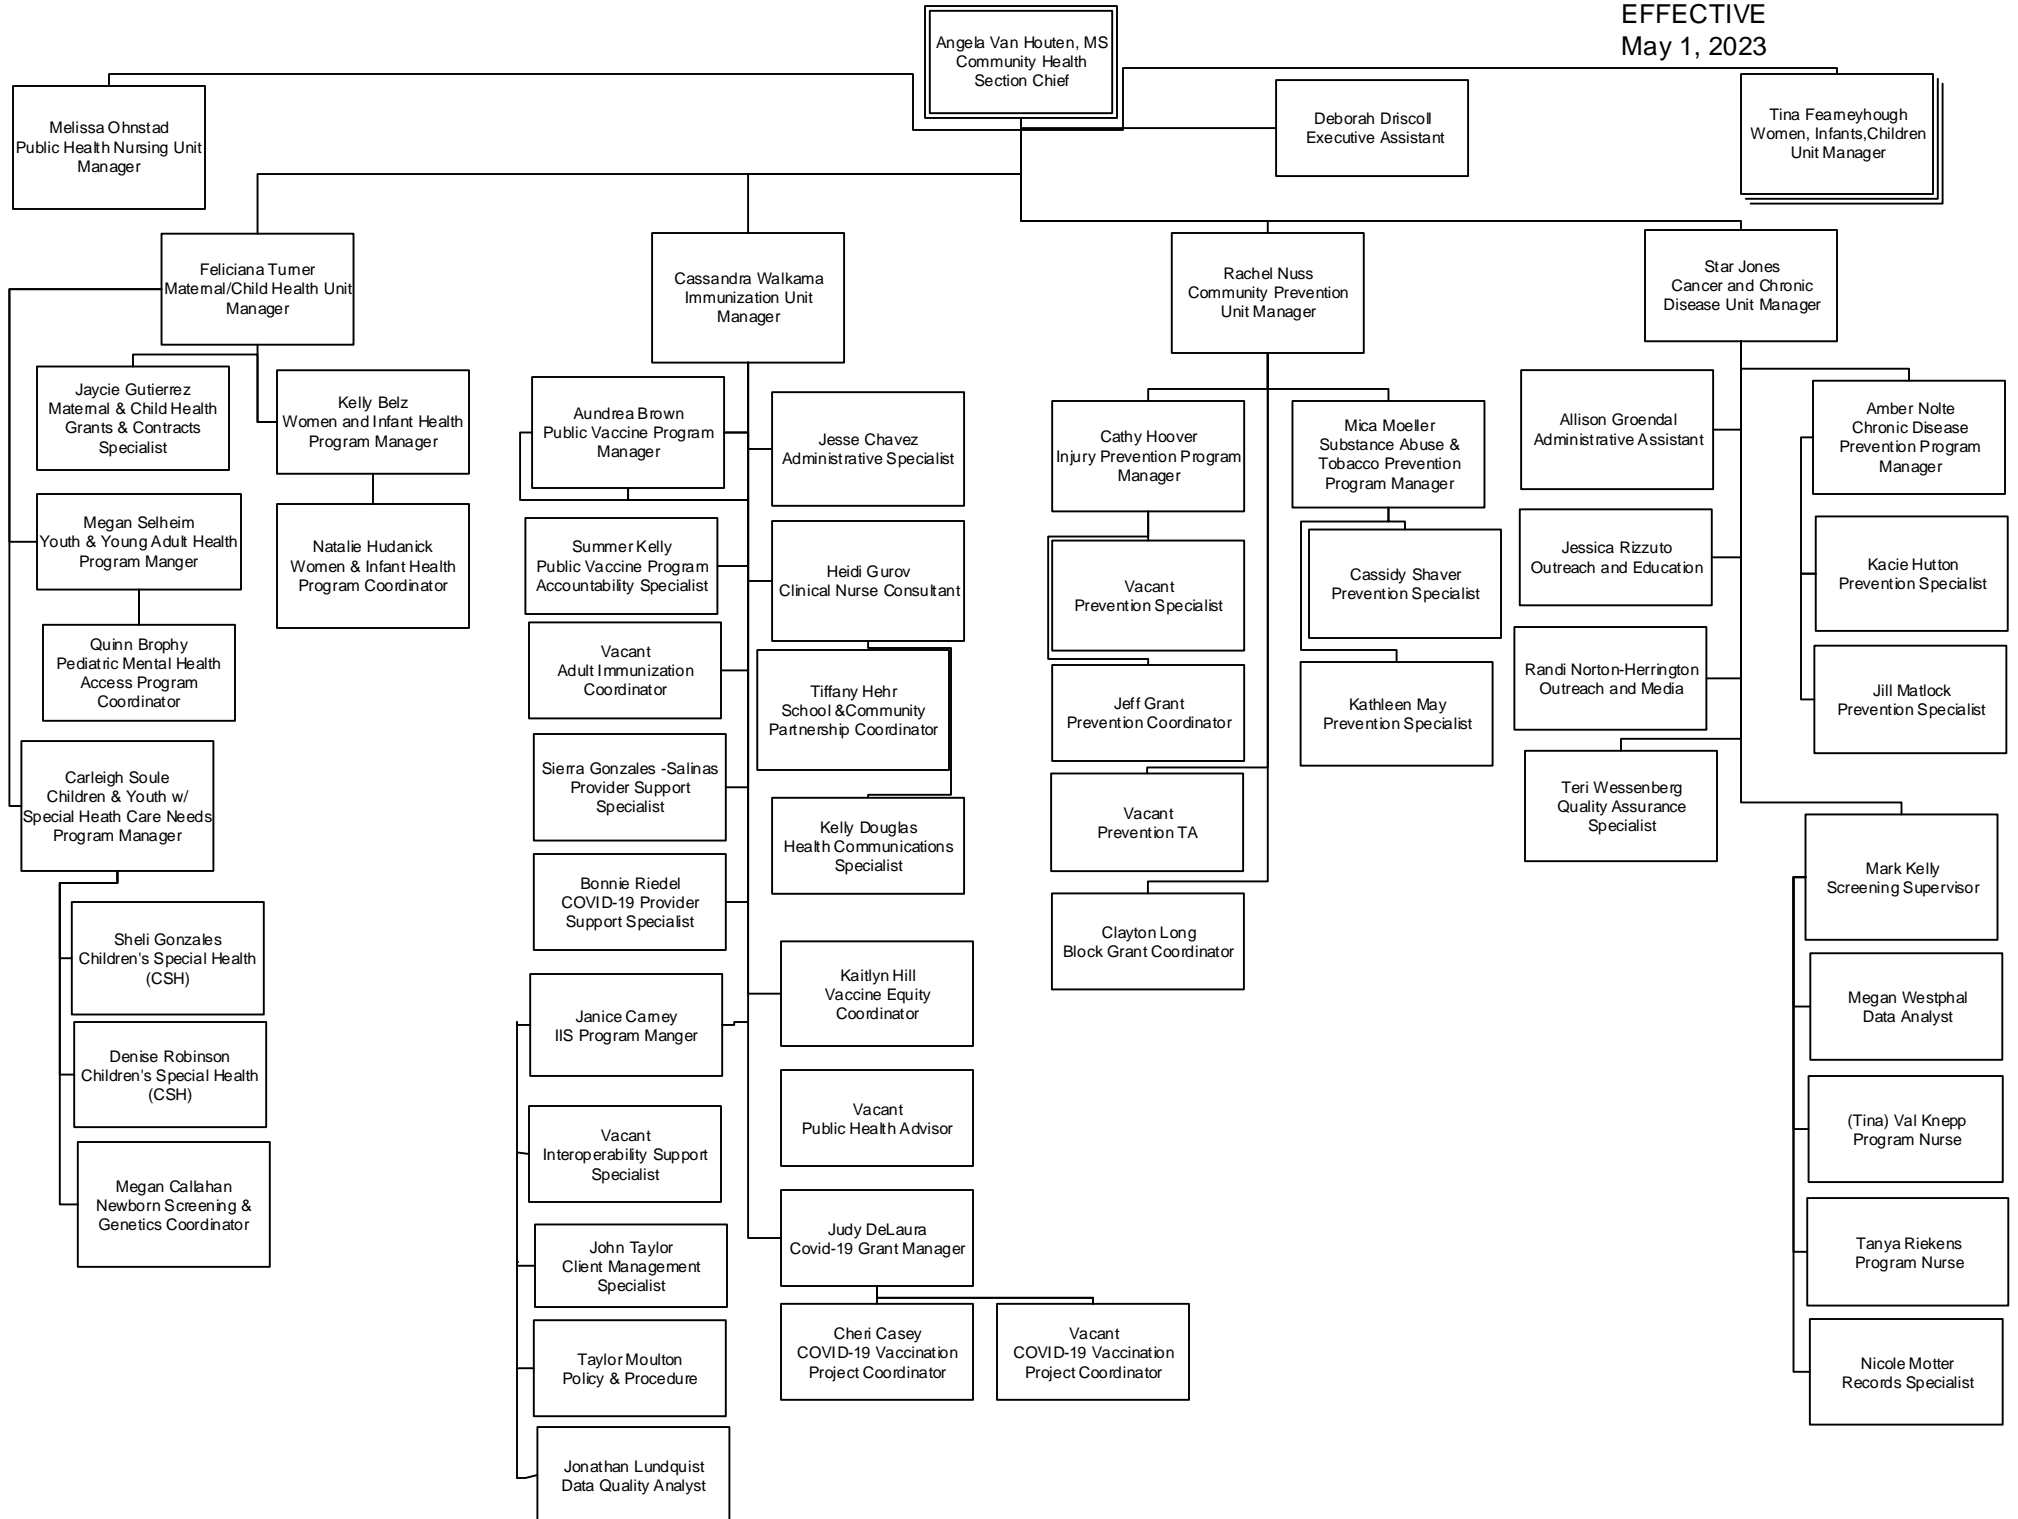 EFFECTIVE
May 1, 2023
Angela Van Houten, MS
Community Health
Section Chief
Melissa Ohnstad
Public Health Nursing Unit
Manager
Deborah Driscoll
Executive Assistant
Tina Fearneyhough
Women, Infants,Children
Unit Manager
Feliciana Turner
Maternal/Child Health Unit
Manager
Cassandra Walkama
Immunization Unit
Manager
Rachel Nuss
Community Prevention
Unit Manager
Star Jones
Cancer and Chronic
Disease Unit Manager
Jaycie Gutierrez
Maternal & Child Health
Grants & Contracts
Specialist
Kelly Belz
Women and Infant Health
Program Manager
Megan Selheim
Youth & Young Adult Health
Program Manger
Natalie Hudanick
Women & Infant Health
Program Coordinator
Quinn Brophy
Pediatric Mental Health
Access Program
Coordinator
Carleigh Soule
Children & Youth w/
Special Heath Care Needs
Program Manager
Sheli Gonzales
Children's Special Health
(CSH)
Denise Robinson
Children's Special Health
(CSH)
Megan Callahan
Newborn Screening &
Genetics Coordinator
Aundrea Brown
Public Vaccine Program
Manager
Jesse Chavez
Administrative Specialist
Summer Kelly
Public Vaccine Program
Accountability Specialist
Heidi Gurov
Clinical Nurse Consultant
Vacant
Adult Immunization
Coordinator
Tiffany Hehr
School &Community
Partnership Coordinator
Sierra Gonzales -Salinas
Provider Support
Specialist
Kelly Douglas
Health Communications
Specialist
Bonnie Riedel
COVID-19 Provider
Support Specialist
Kaitlyn Hill
Vaccine Equity
Coordinator
Janice Carney
IIS Program Manger
Vacant
Public Health Advisor
Vacant
Interoperability Support
Specialist
Judy DeLaura
Covid-19 Grant Manager
John Taylor
Client Management
Specialist
Cheri Casey
COVID-19 Vaccination
Project Coordinator
Vacant
COVID-19 Vaccination
Project Coordinator
Taylor Moulton
Policy & Procedure
Jonathan Lundquist
Data Quality Analyst
Cathy Hoover
Injury Prevention Program
Manager
Mica Moeller
Substance Abuse &
Tobacco Prevention
Program Manager
Vacant
Prevention Specialist
Cassidy Shaver
Prevention Specialist
Jeff Grant
Prevention Coordinator
Kathleen May
Prevention Specialist
Vacant
Prevention TA
Clayton Long
Block Grant Coordinator
Allison Groendal
Administrative Assistant
Amber Nolte
Chronic Disease
Prevention Program
Manager
Jessica Rizzuto
Outreach and Education
Kacie Hutton
Prevention Specialist
Randi Norton-Herrington
Outreach and Media
Jill Matlock
Prevention Specialist
Teri Wessenberg
Quality Assurance
Specialist
Mark Kelly
Screening Supervisor
Megan Westphal
Data Analyst
(Tina) Val Knepp
Program Nurse
Tanya Riekens
Program Nurse
Nicole Motter
Records Specialist